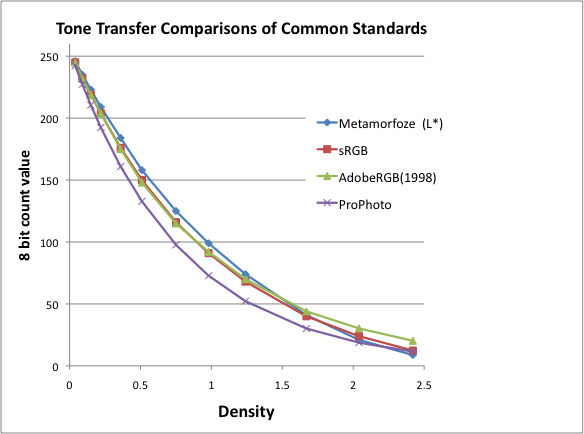 Tone Transfer Comparisons of Common Standards
250
200
150
100
50
0
8 bit count value
0 0.5 1 1.5 2 2.5
Density
Metamorfoze (L*)
sRGB
AdobeRGB(1998)
ProPhoto